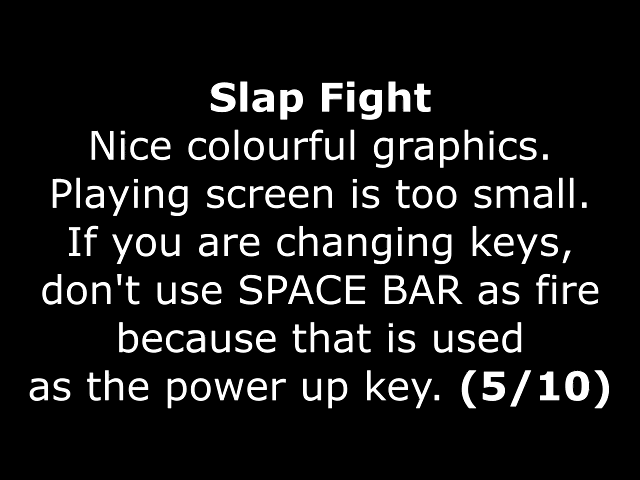 Slap Fight
Nice colourful graphics.
Playing screen is too small.
If you are changing keys,
don't use SPACE BAR as fire
because that is used
as the power up key. (5/10)